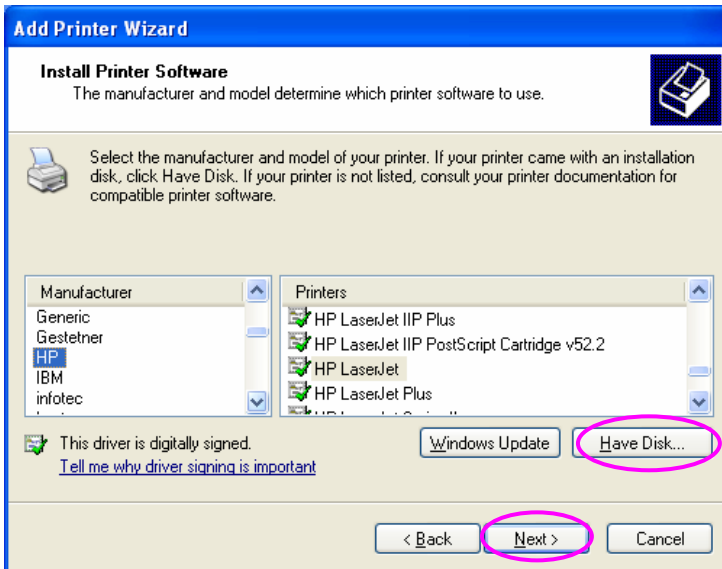 Add Printer Wizard
Install Printer Software
The manufacturer and model determine which printer software to use.
Select the manufacturer and model of your printer. If your printer came with an installation
disk, click Have Disk. If your printer is not listed, consult your printer documentation for
compatible printer software.
Manufacturer
Generic
Gestetner
HP
IBM
infotec
Printers
HP LaserJet IIP Plus
HP LaserJet IIP PostScript Cartridge v52.2
HP LaserJet
HP LaserJet Plus
This driver is digitally signed.
Tell me why driver signing is important
Windows Update
Have Disk...
< Back
Next >
Cancel